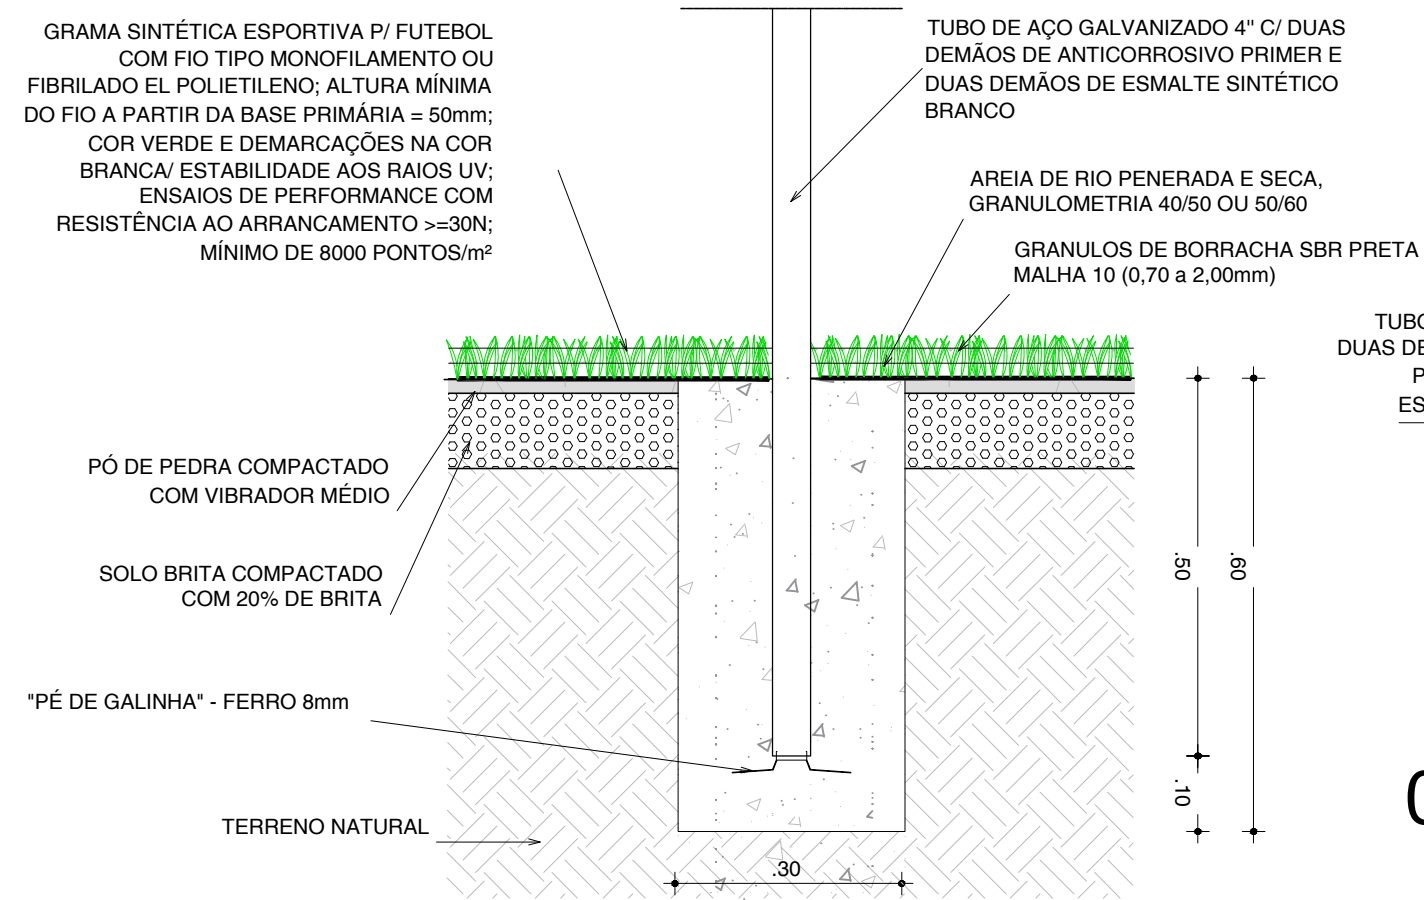 GRAMA SINTÉTICA ESPORTIVA P/ FUTEBOL
COM FIO TIPO MONOFILAMENTO OU
FIBRILADO EL POLIETILENO; ALTURA MÍNIMA
DO FIO A PARTIR DA BASE PRIMÁRIA = 50mm;
COR VERDE E DEMARCAÇÕES NA COR
BRANCA/ ESTABILIDADE AOS RAIOS UV;
ENSAIOS DE PERFORMANCE COM
RESISTÊNCIA AO ARRANCAMENTO >=30N;
MÍNIMO DE 8000 PONTOS/m²
TUBO DE AÇO GALVANIZADO 4" C/ DUAS
DEMÃOS DE ANTICORROSIVO PRIMER E
DUAS DEMÃOS DE ESMALTE SINTÉTICO
BRANCO
AREIA DE RIO PENERADA E SECA,
GRANULOMETRIA 40/50 OU 50/60
GRANULOS DE BORRACHA SBR PRETA
MALHA 10 (0,70 a 2,00mm)
TUBO
DUAS DE
P
ES
PÓ DE PEDRA COMPACTADO
COM VIBRADOR MÉDIO
SOLO BRITA COMPACTADO
COM 20% DE BRITA
"PÉ DE GALINHA" - FERRO 8mm
TERRENO NATURAL
.50
.60
.10
.30